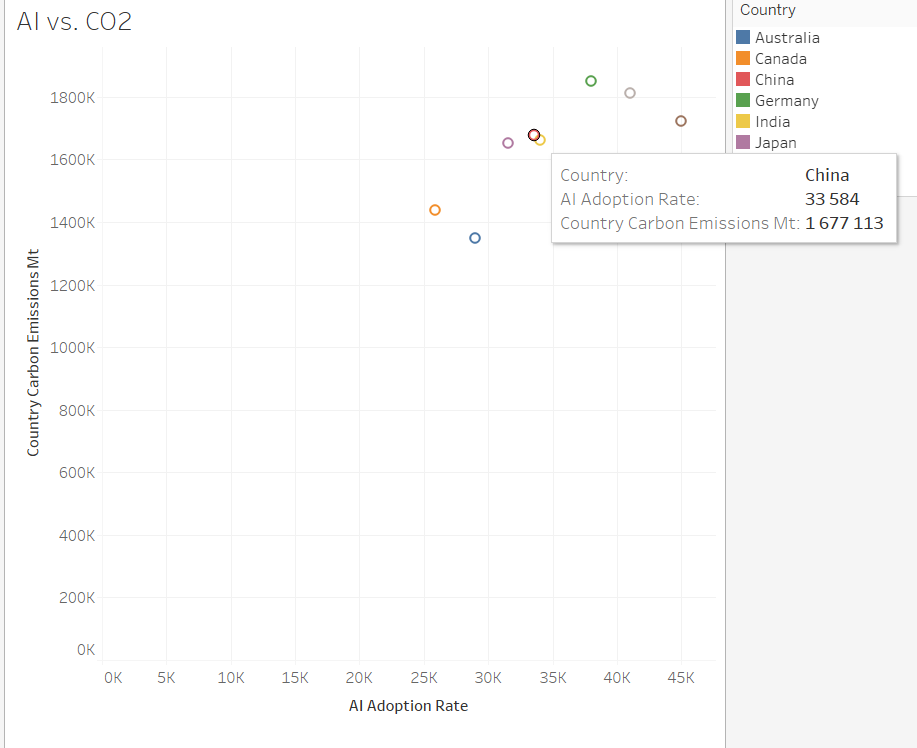 AI vs. CO2
Country
Australia
Canada
China
Germany
India
Japan
Country: China
AI Adoption Rate: 33 584
Country Carbon Emissions Mt: 1 677 113
Country Carbon Emissions Mt
1800K
1600K
1400K
1200K
1000K
800K
600K
400K
200K
0K
0K 5K 10K 15K 20K 25K 30K 35K 40K 45K
AI Adoption Rate